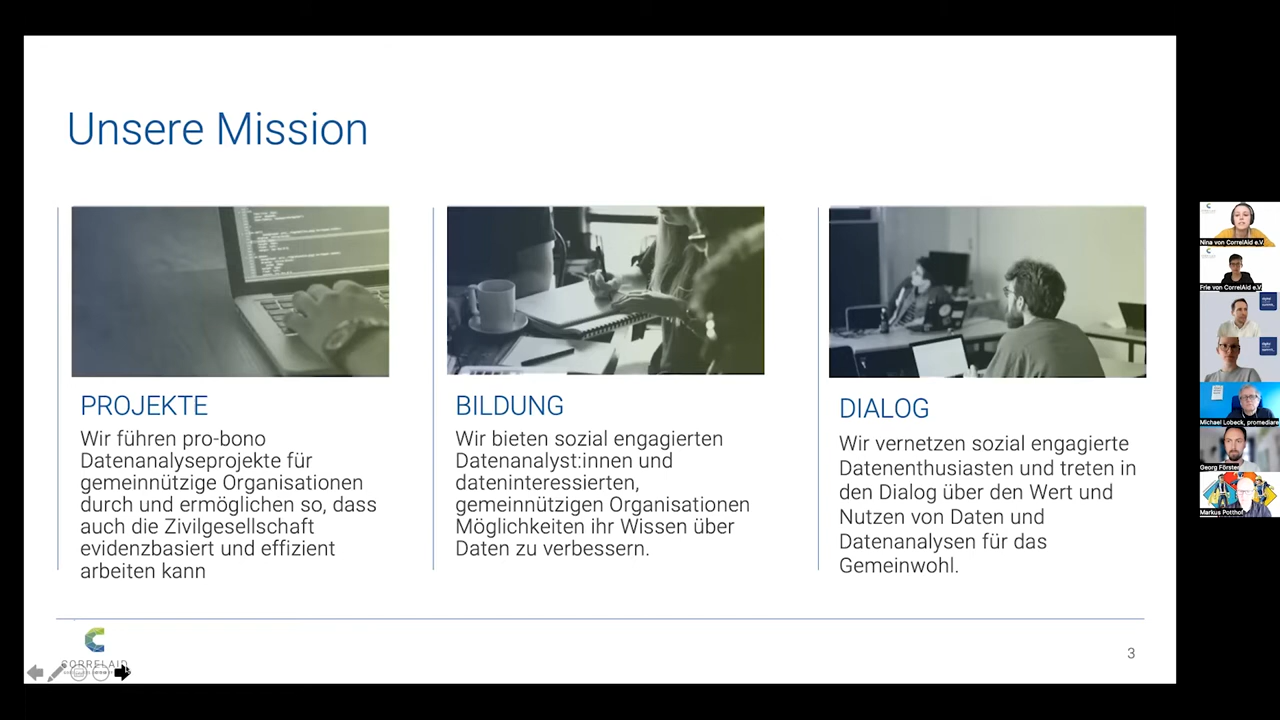 Unsere Mission
PROJEKTE
Wir führen pro-bono
Datenanalyseprojekte für
gemeinnützige Organisationen
durch und ermöglichen so, dass
auch die Zivilgesellschaft
evidenzbasiert und effizient
arbeiten kann
BILDUNG
Wir bieten sozial engagierten
Datenanalyst:innen und
dateninteressierten,
gemeinnützigen Organisationen
Möglichkeiten ihr Wissen über
Daten zu verbessern.
DIALOG
Wir vernetzen sozial engagierte
Datenenthusiasten und treten in
den Dialog über den Wert und
Nutzen von Daten und
Datenanalysen für das
Gemeinwohl.
CORRELAID
3
Nina von CorrelAid e.V.
Frie von CorrelAid e.V.
Michael Lobeck, promediare
Georg Förster
Markus Potthof